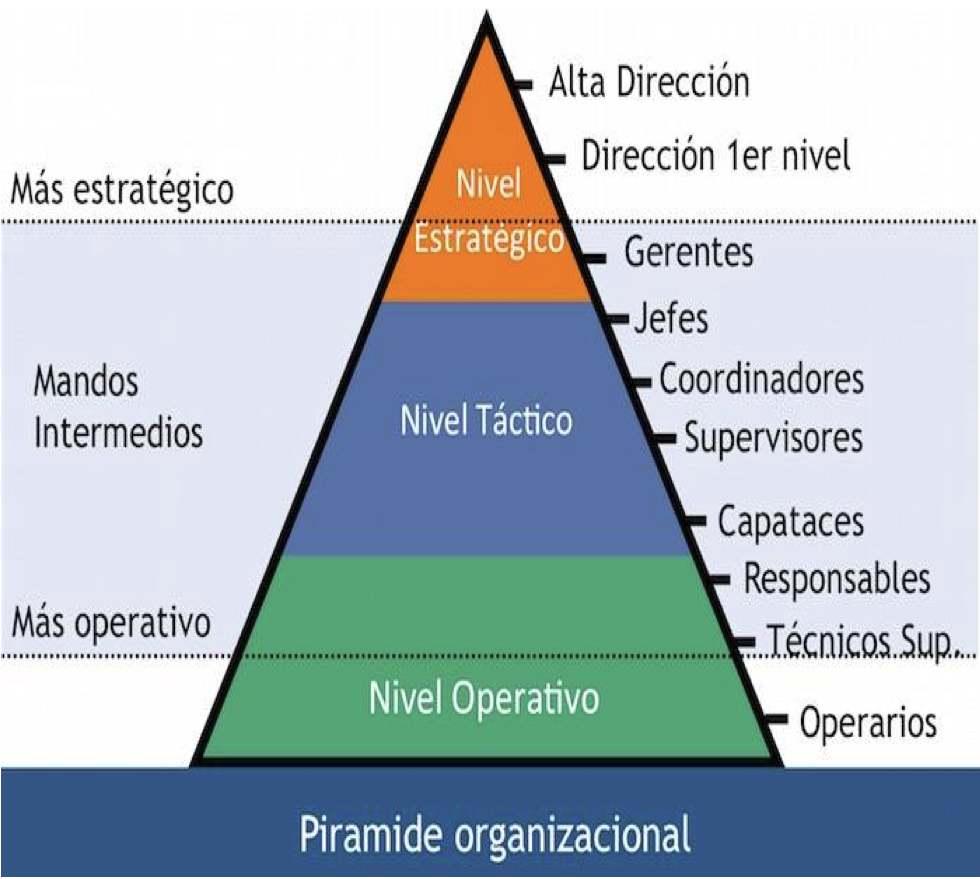 Alta Dirección
Dirección 1er nivel
Más estratégico
Nivel
Estratégico
Gerentes
Jefes
Mandos
Intermedios
Coordinadores
Nivel Táctico
Supervisores
Capataces
Responsables
Más operativo
Técnicos Sup.
Nivel Operativo
Operarios
Piramide organizacional